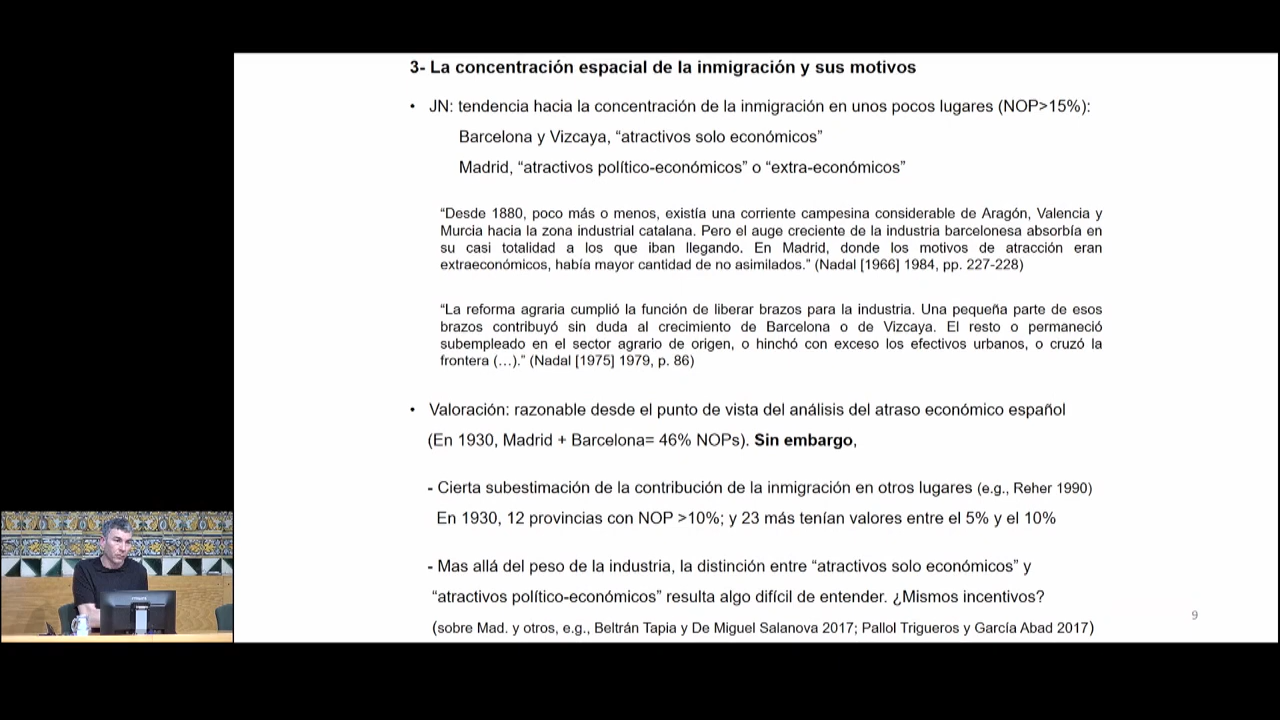 3- La concentración espacial de la inmigración y sus motivos
• JN: tendencia hacia la concentración de la inmigración en unos pocos lugares (NOP>15%):
Barcelona y Vizcaya, “atractivos solo económicos”
Madrid, “atractivos político-económicos” o “extra-económicos”
“Desde 1880, poco más o menos, existía una corriente campesina considerable de Aragón, Valencia y
Murcia hacia la zona industrial catalana. Pero el auge creciente de la industria barcelonesa absorbía en
su casi totalidad a los que iban llegando. En Madrid, donde los motivos de atracción eran
extraeconómicos, había mayor cantidad de no asimilados.” (Nadal [1966] 1984, pp. 227-228)
“La reforma agraria cumplió la función de liberar brazos para la industria. Una pequeña parte de esos
brazos contribuyó sin duda al crecimiento de Barcelona o de Vizcaya. El resto o permaneció
subempleado en el sector agrario de origen, o hinchó con exceso los efectivos urbanos, o cruzó la
frontera (…).” (Nadal [1975] 1979, p. 86)
• Valoración: razonable desde el punto de vista del análisis del atraso económico español
(En 1930, Madrid + Barcelona= 46% NOPs). Sin embargo,
- Cierta subestimación de la contribución de la inmigración en otros lugares (e.g., Reher 1990)
En 1930, 12 provincias con NOP >10%; y 23 más tenían valores entre el 5% y el 10%
- Mas allá del peso de la industria, la distinción entre “atractivos solo económicos” y
“atractivos político-económicos” resulta algo difícil de entender. ¿Mismos incentivos?
(sobre Mad. y otros, e.g., Beltrán Tapia y De Miguel Salanova 2017; Pallol Trigueros y García Abad 2017)
9